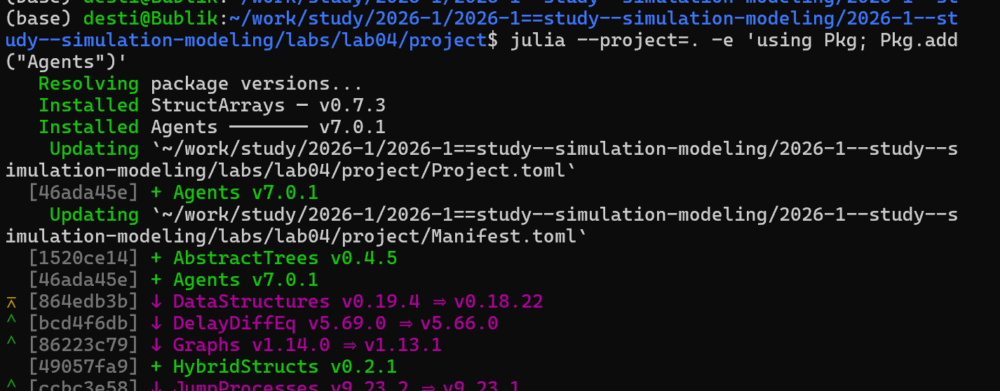 (base) desti@Bublik:~/work/study/2026-1/2026-1==study--simulation-modeling/2026-1--st
(base) desti@Bublik:~/work/study/2026-1/2026-1==study--simulation-modeling/2026-1--st
udy--simulation-modeling/labs/lab04/project$ julia --project=. -e 'using Pkg; Pkg.add
("Agents")'
Resolving package versions...
Installed StructArrays ─ v0.7.3
Installed Agents ─────── v7.0.1
Updating `~/work/study/2026-1/2026-1==study--simulation-modeling/2026-1--study--s
imulation-modeling/labs/lab04/project/Project.toml`
[46ada45e] + Agents v7.0.1
Updating `~/work/study/2026-1/2026-1==study--simulation-modeling/2026-1--study--s
imulation-modeling/labs/lab04/project/Manifest.toml`
[1520ce14] + AbstractTrees v0.4.5
[46ada45e] + Agents v7.0.1
⌅ [864edb3b] ↓ DataStructures v0.19.4 ⇒ v0.18.22
^ [bcd4f6db] ↓ DelayDiffEq v5.69.0 ⇒ v5.66.0
^ [86223c79] ↓ Graphs v1.14.0 ⇒ v1.13.1
[49057fa9] + HybridStructs v0.2.1
^ [ccbc3e58] ↓ JumpProcesses v9.23.2 ⇒ v9.23.1